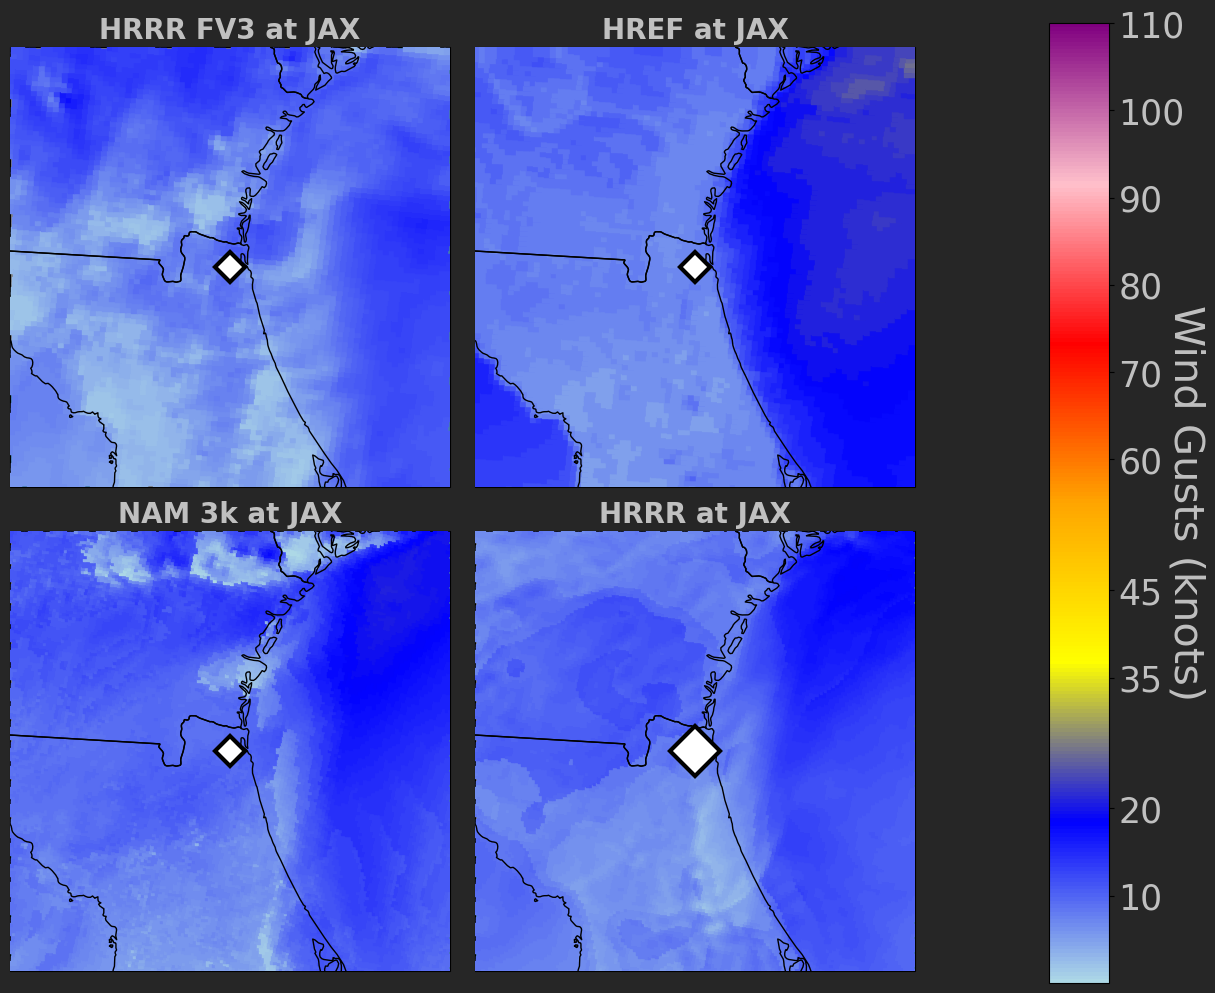 HRRR FV3 at JAX
HREF at JAX
NAM 3k at JAX
HRRR at JAX
110
100
90
80
70
60
45
35
20
10
Wind Gusts (knots)